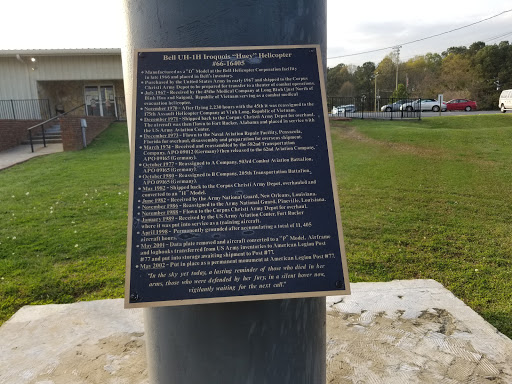 Bell UH-1H Iroquois "Huey" Helicopter
#66-16405
• Manufactured as a "D" Model at the Bell Helicopter Corporation facility
in late 1966 and placed in Bell's inventory.
• Purchased by the United States Army in early 1967 and shipped to the Corpus
Christi Army Depot to be prepared for transfer to a theater of combat operations.
• July 1967 - Received by the 45th Medical Company at Long Binh (just North of
Binh Hoa and Saigon), Republic of Vietnam serving as a combat medical
evacuation helicopter.
• November 1970 - After flying 2,230 hours with the 45th it was reassigned to the
175th Assault Helicopter Company at Vinh Long, Republic of Vietnam.
• December 1971 - Shipped back to the Corpus Christi Army Depot for overhaul.
The aircraft was then flown to Fort Rucker, Alabama and placed in service with
the US Army Aviation Center.
• December 1973 - Flown to the Naval Aviation Repair Facility, Pensacola,
Florida for overhaul, disassembly and preparation for overseas shipment.
• March 1974 - Received and reassembled by the 582nd Transportation
Company, APO 09012 (Germany) then released to the 62nd Aviation Company,
APO 09165 (Germany).
• October 1977 - Reassigned to A Company, 503rd Combat Aviation Battalion,
APO 09165 (Germany).
• October 1980 - Reassigned to B Company, 205th Transportation Battalion,
APO 09165 (Germany).
• May 1982 - Shipped back to the Corpus Christi Army Depot, overhauled and
converted to an "H" Model.
• June 1982 - Received by the Army National Guard, New Orleans, Louisiana.
• November 1986 - Reassigned to the Army National Guard, Pineville, Louisiana.
• November 1988 - Flown to the Corpus Christi Army Depot for overhaul.
• January 1989 - Received by the US Army Aviation Center, Fort Rucker
where it was put into service as a training aircraft.
• April 1998 - Permanently grounded after accumulating a total of 11,405
aircraft hours.
• May 2001 - Data plate removed and aircraft converted to a "P" Model. Airframe
and logbooks transferred from US Army inventories to American Legion Post
#77 and put into storage awaiting shipment to Post #77.
• May 2002 - Put in place as a permanent monument at American Legion Post #77.
"In the sky yet today, a lasting reminder of those who died in her
arms, those who were defended by her fury, in a silent hover now,
vigilantly waiting for the next call."